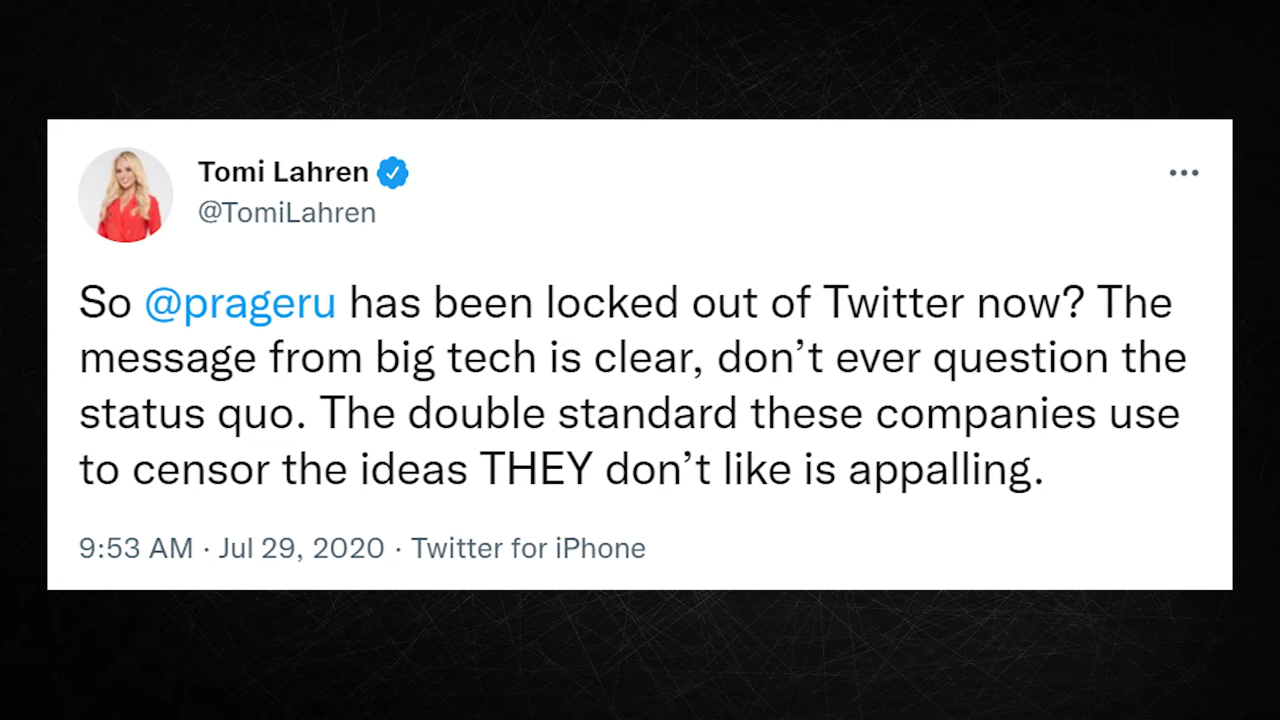 Tomi Lahren
@TomiLahren
So @prageru has been locked out of Twitter now? The
message from big tech is clear, don’t ever question the
status quo. The double standard these companies use
to censor the ideas THEY don’t like is appalling.
9:53 AM · Jul 29, 2020 · Twitter for iPhone